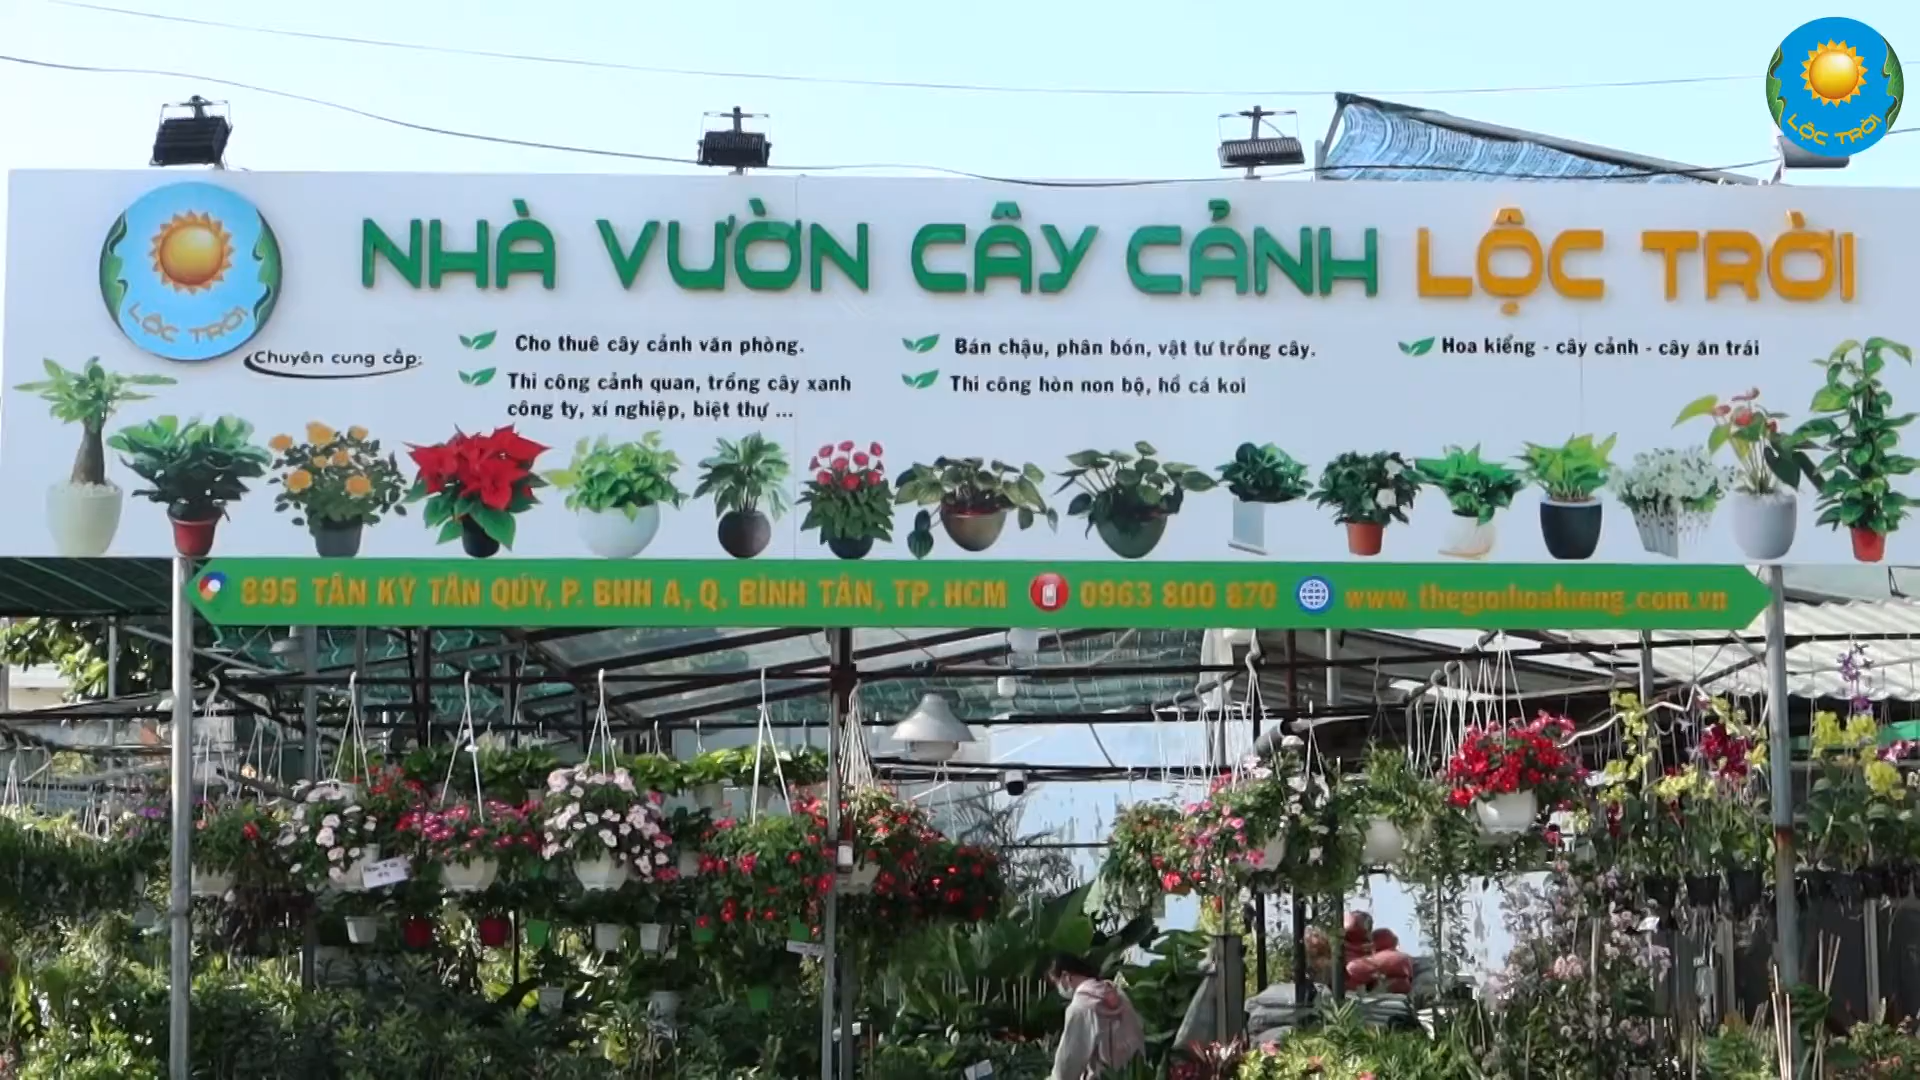 LỘC TRỜI
NHÀ VƯỜN CÂY CẢNH LỘC TRỜI
LỘC TRỜI
Chuyên cung cấp:
Cho thuê cây cảnh văn phòng.
Thi công cảnh quan, trồng cây xanh
công ty, xí nghiệp, biệt thự ...
Bán chậu, phân bón, vật tư trồng cây.
Thi công hòn non bộ, hồ cá koi
Hoa kiểng - cây cảnh - cây ăn trái
895 TÂN KỲ TÂN QÚY, P. BHH A, Q. BÌNH TÂN, TP. HCM 0963 800 870 www.thegioihoakieng.com.vn